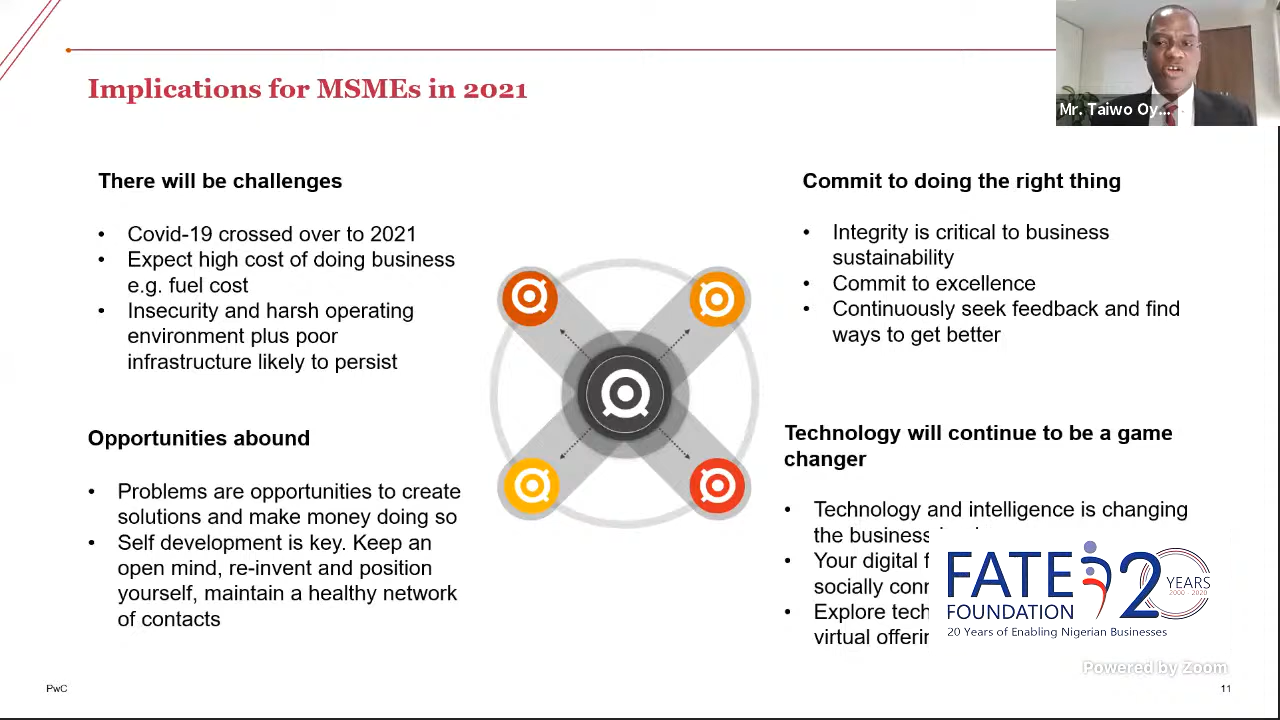 Implications for MSMEs in 2021
Mr. Taiwo Oy...
There will be challenges
• Covid-19 crossed over to 2021
• Expect high cost of doing business
e.g. fuel cost
• Insecurity and harsh operating
environment plus poor
infrastructure likely to persist
Commit to doing the right thing
• Integrity is critical to business
sustainability
• Commit to excellence
• Continuously seek feedback and find
ways to get better
Opportunities abound
• Problems are opportunities to create
solutions and make money doing so
• Self development is key. Keep an
open mind, re-invent and position
yourself, maintain a healthy network
of contacts
Technology will continue to be a game
changer
• Technology and intelligence is changing
the business
• Your digital
socially
• Explore
virtual
FATE 20 YEARS
2000 - 2020
FOUNDATION
20 Years of Enabling Nigerian Businesses
Powered by Zoom
PwC
11